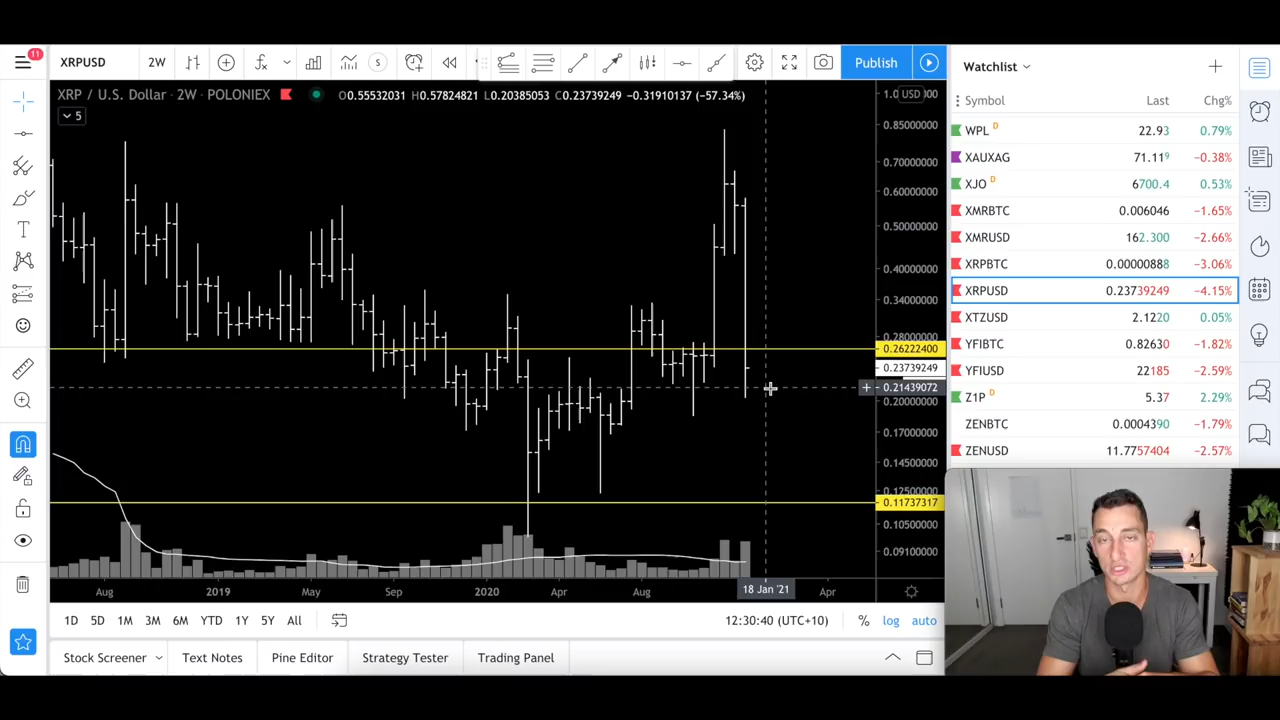 11
XRPUSD
2W
S
Publish
XRP / U.S. Dollar · 2W · POLONIEX
O0.55532031 H0.57824821 L0.20385053 C0.23739249 −0.31910137 (−57.34%)
5
USD
0.85000000
0.70000000
0.60000000
0.50000000
0.40000000
0.34000000
0.28000000
0.26222400
0.23739249
0.21439072
0.20000000
0.17000000
0.14500000
0.12500000
0.11737317
0.10500000
0.09100000
Aug
2019
May
Sep
2020
Apr
Aug
18 Jan '21
Apr
1D 5D 1M 3M 6M YTD 1Y 5Y All
12:30:40 (UTC+10)
% log auto
Stock Screener
Text Notes
Pine Editor
Strategy Tester
Trading Panel
Watchlist
Symbol Last Chg%
WPL D 22.93 0.79%
XAUXAG 71.11⁹ −0.38%
XJO D 6700.4 0.53%
XMRBTC 0.006046 −1.65%
XMRUSD 162.300 −2.66%
XRPBTC 0.00000888 −3.06%
XRPUSD 0.23739249 −4.15%
XTZUSD 2.1220 0.05%
YFIBTC 0.82630 −1.82%
YFIUSD 22185 −2.59%
Z1P D 5.37 2.29%
ZENBTC 0.0004390 −1.79%
ZENUSD 11.7757404 −2.57%